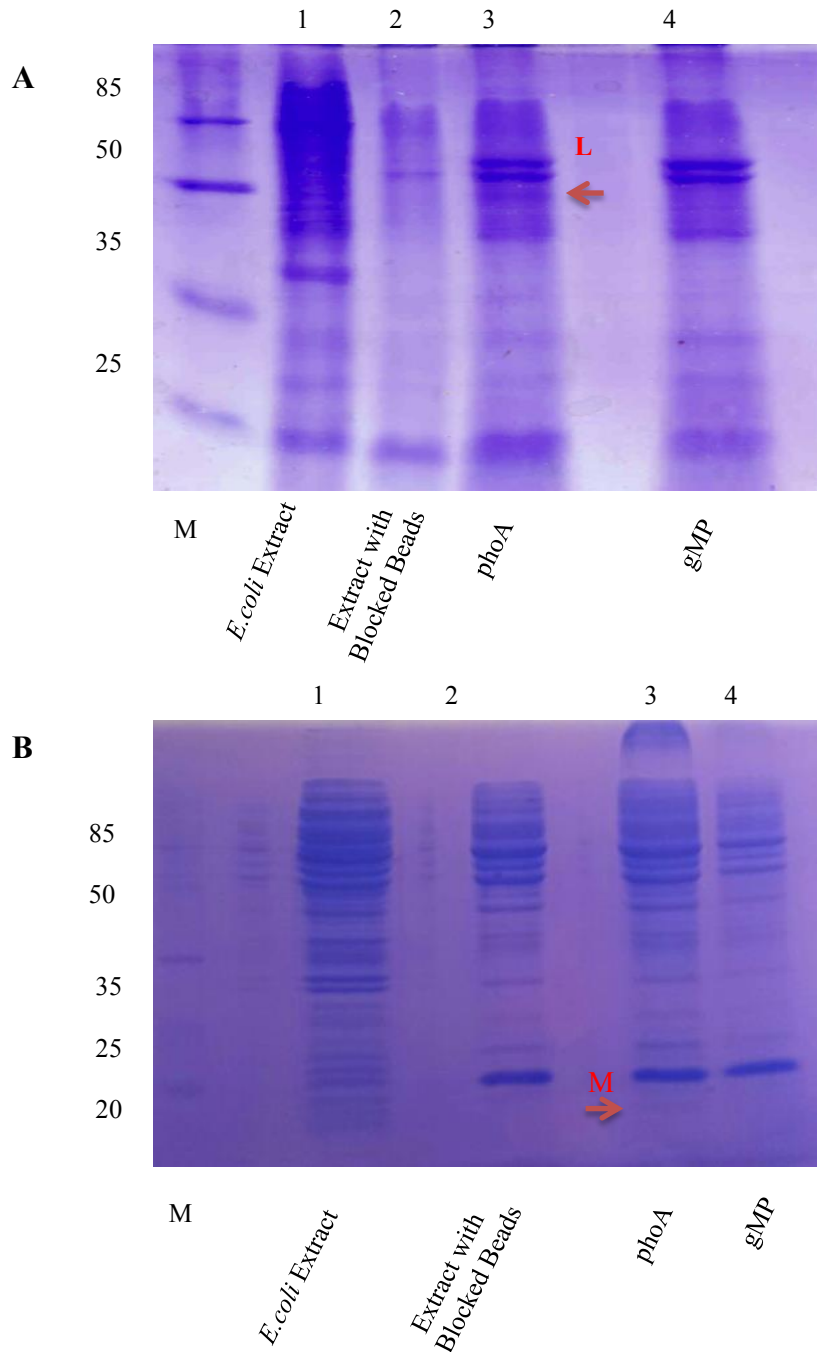 1 2 3 4
A
85
50
35
25
L
M
E.coli Extract
Extract with
Blocked Beads
phoA
gMP
1 2 3 4
B
85
50
35
25
20
M
M
E.coli Extract
Extract with
Blocked Beads
phoA
gMP